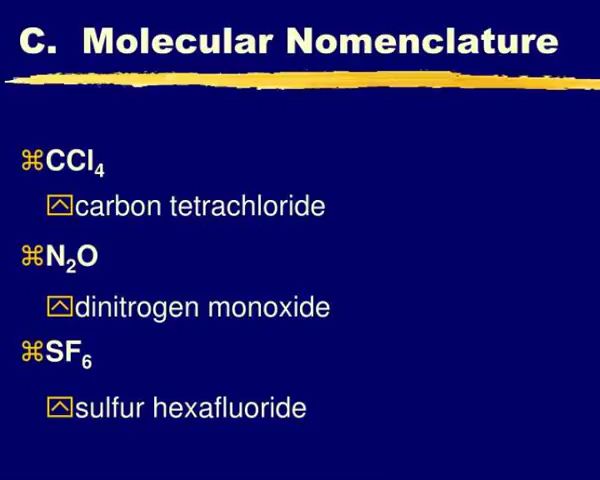 C. Molecular Nomenclature
⌘CCl₄
⍓carbon tetrachloride
⌘N₂O
⍓dinitrogen monoxide
⌘SF₆
⍓sulfur hexafluoride